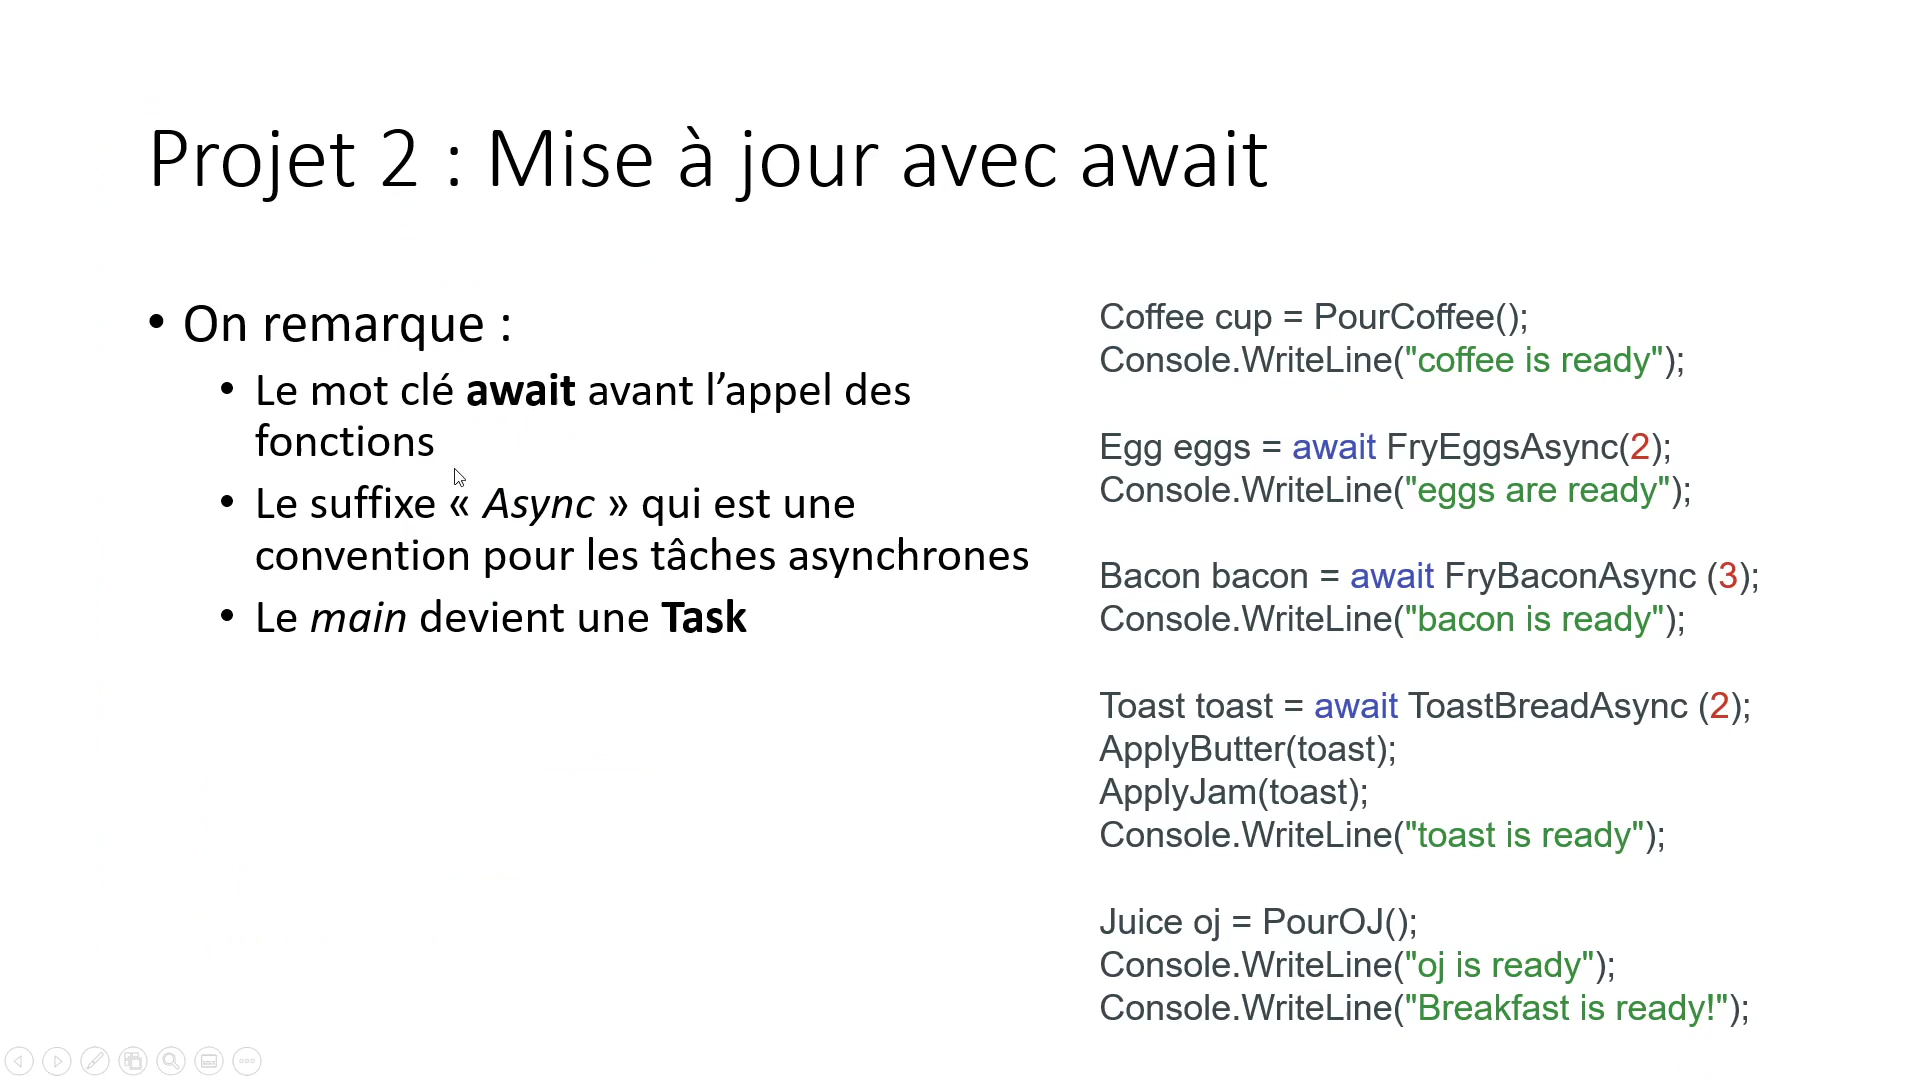 Projet 2 : Mise à jour avec await
• On remarque :
• Le mot clé await avant l’appel des
fonctions
• Le suffixe « Async » qui est une
convention pour les tâches asynchrones
• Le main devient une Task
Coffee cup = PourCoffee();
Console.WriteLine("coffee is ready");
Egg eggs = await FryEggsAsync(2);
Console.WriteLine("eggs are ready");
Bacon bacon = await FryBaconAsync (3);
Console.WriteLine("bacon is ready");
Toast toast = await ToastBreadAsync (2);
ApplyButter(toast);
ApplyJam(toast);
Console.WriteLine("toast is ready");
Juice oj = PourOJ();
Console.WriteLine("oj is ready");
Console.WriteLine("Breakfast is ready!");